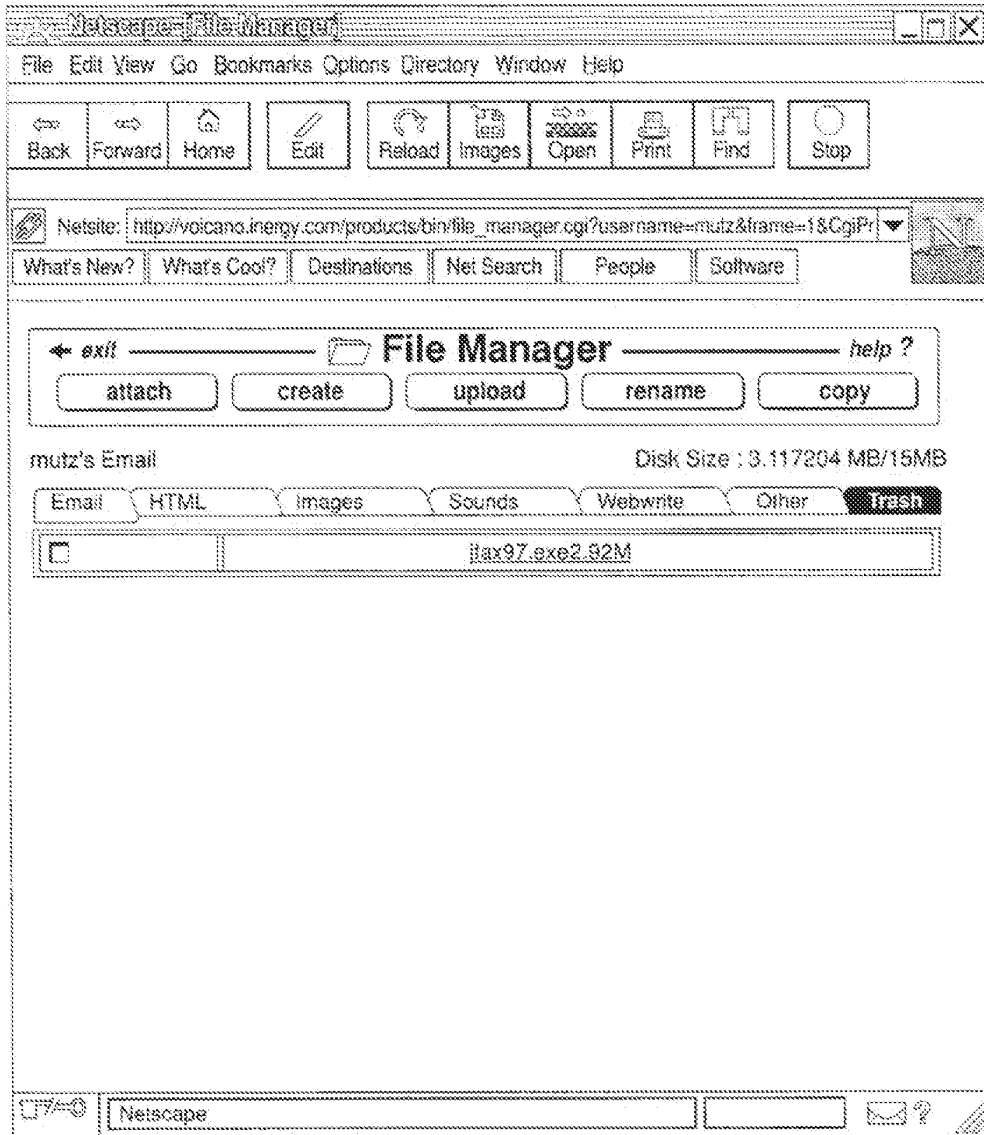 Netscape-[File Manager]
File Edit View Go Bookmarks Options Directory Window Help
Back Forward Home Edit Reload Images Open Print Find Stop
Netsite: http://volcano.inergy.com/products/bin/file_manager.cgi?username=mutz&frame=1&CgiPr
What's New? What's Cool? Destinations Net Search People Software
exit File Manager help ?
attach create upload rename copy
mutz's Email Disk Size : 3.117204 MB/15MB
Email HTML Images Sounds Webwrite Other Trash
jfax97.exe2.92M
Netscape ?